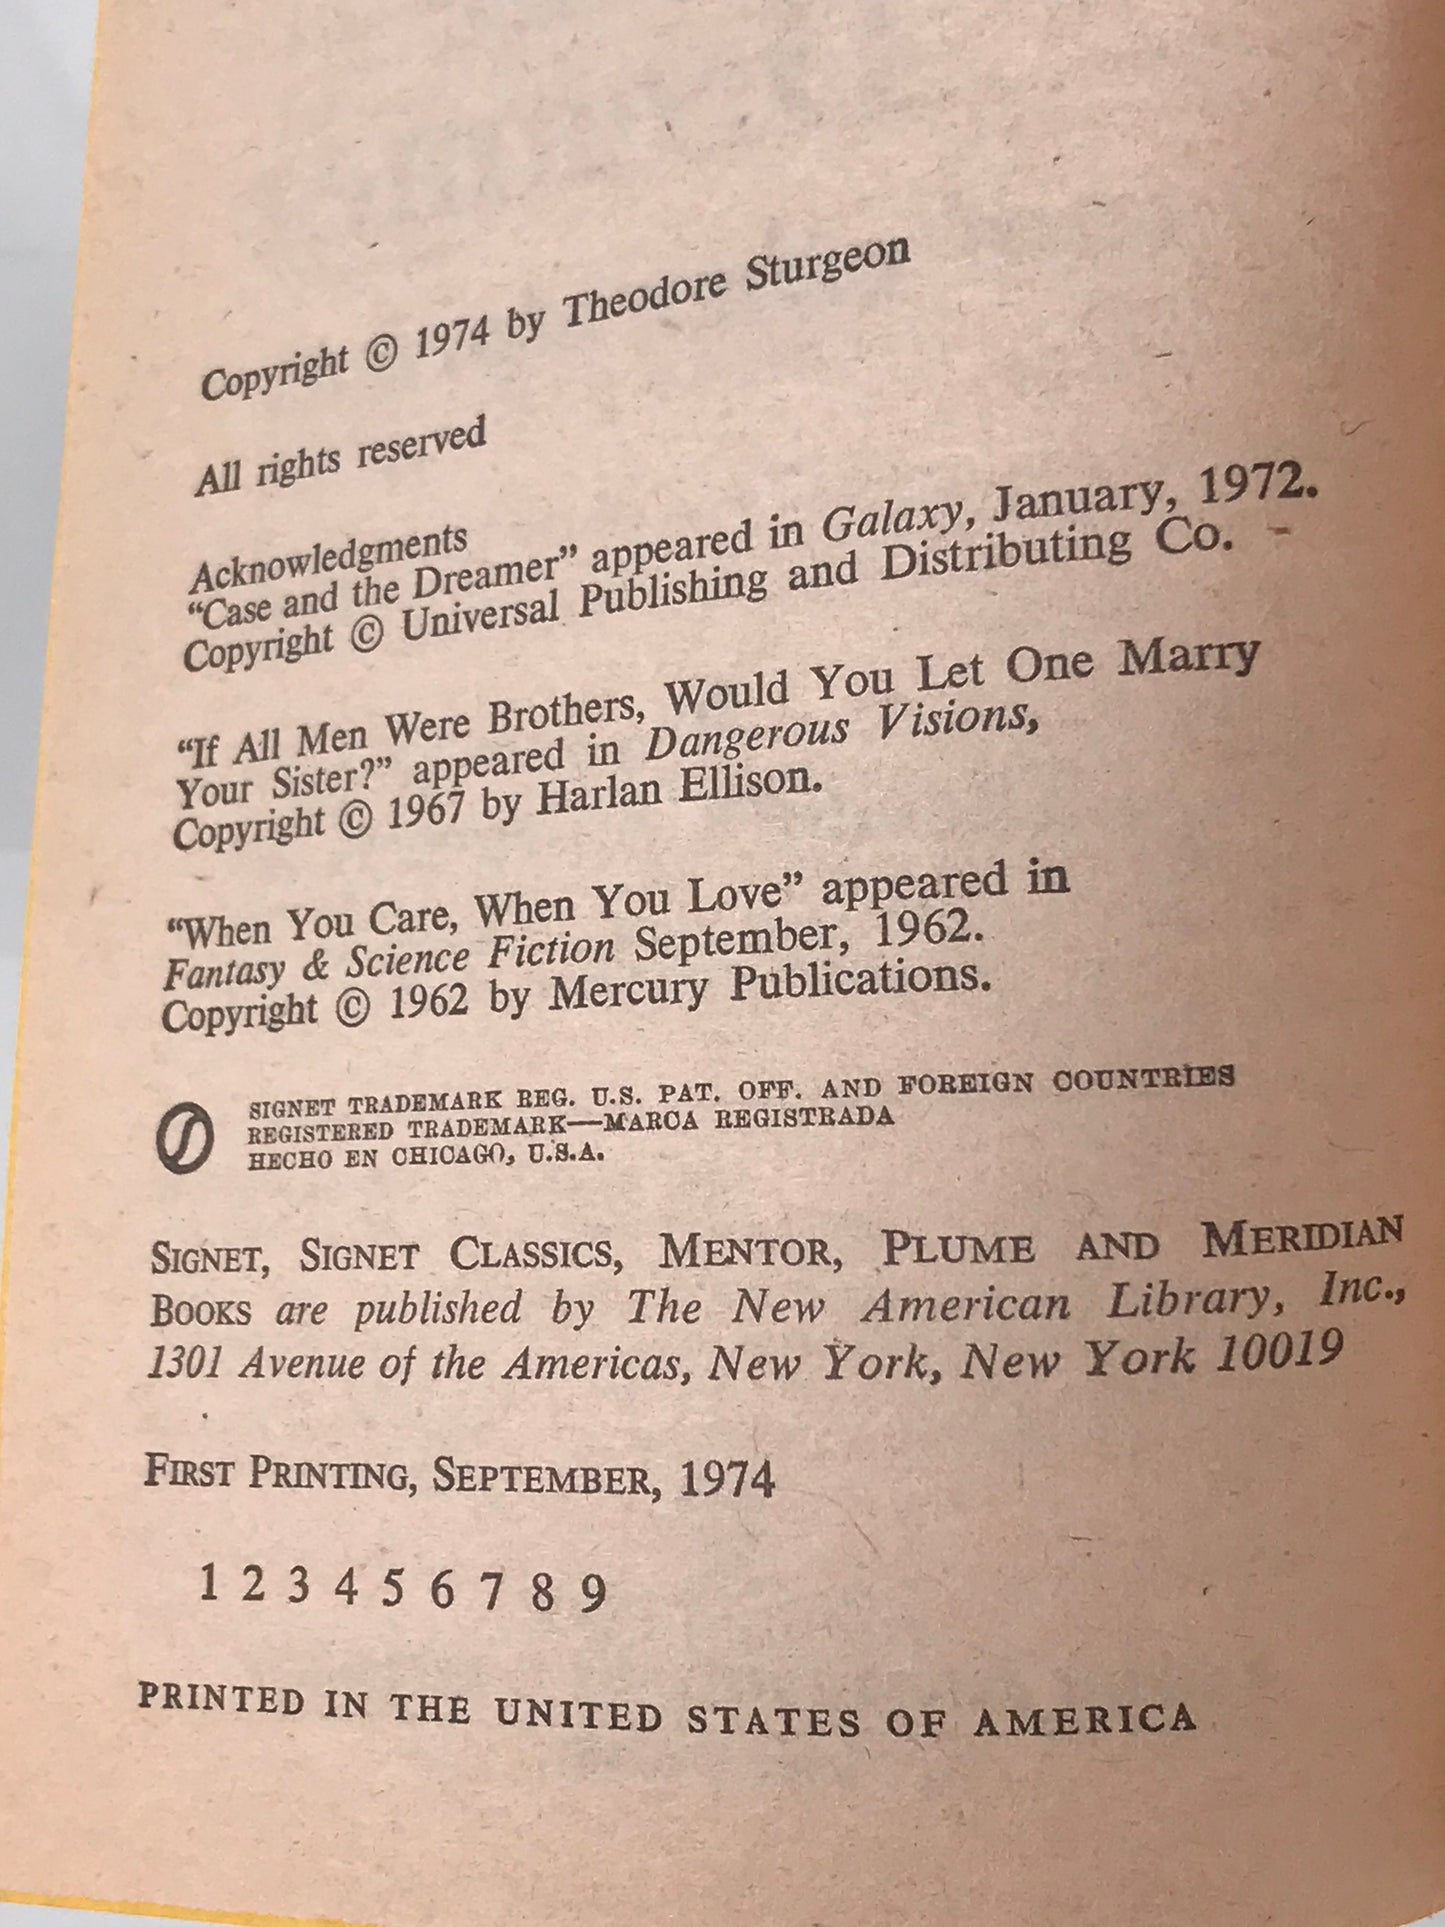 Copyright © 1974 by Theodore Sturgeon
All rights reserved
Acknowledgments
“Case and the Dreamer” appeared in Galaxy, January, 1972.
Copyright © Universal Publishing and Distributing Co.
“If All Men Were Brothers, Would You Let One Marry
Your Sister?” appeared in Dangerous Visions,
Copyright © 1967 by Harlan Ellison.
“When You Care, When You Love” appeared in
Fantasy & Science Fiction September, 1962.
Copyright © 1962 by Mercury Publications.
SIGNET TRADEMARK REG. U.S. PAT. OFF. AND FOREIGN COUNTRIES
REGISTERED TRADEMARK—MARCA REGISTRADA
HECHO EN CHICAGO, U.S.A.
SIGNET, SIGNET CLASSICS, MENTOR, PLUME AND MERIDIAN
BOOKS are published by The New American Library, Inc.,
1301 Avenue of the Americas, New York, New York 10019
FIRST PRINTING, SEPTEMBER, 1974
1 2 3 4 5 6 7 8 9
PRINTED IN THE UNITED STATES OF AMERICA